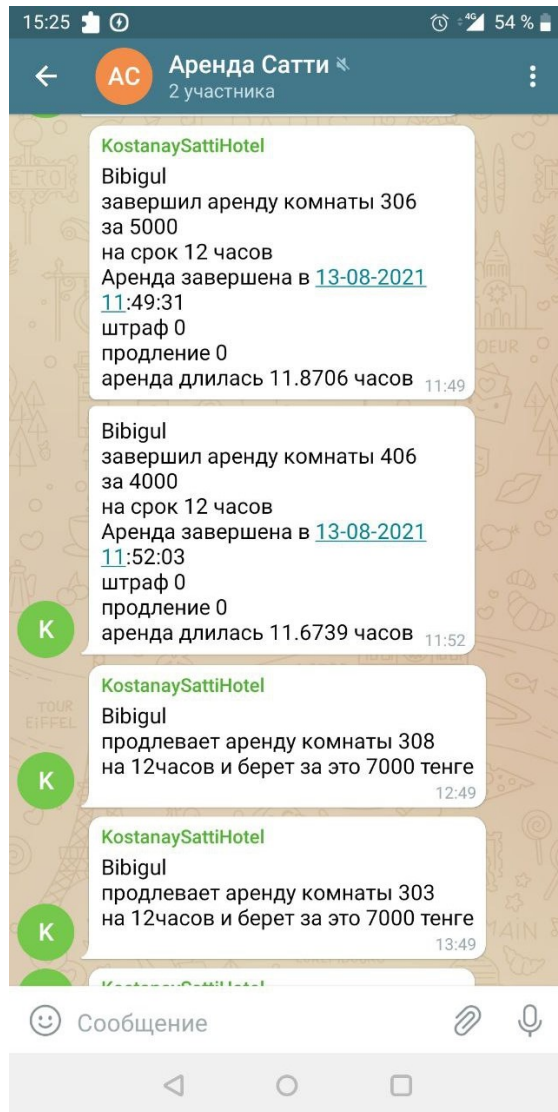 15:25
4G
54 %
АС
Аренда Сатти
2 участника
KostanaySattiHotel
Bibigul
завершил аренду комнаты 306
за 5000
на срок 12 часов
Аренда завершена в 13-08-2021
11:49:31
штраф 0
продление 0
аренда длилась 11.8706 часов 11:49
Bibigul
завершил аренду комнаты 406
за 4000
на срок 12 часов
Аренда завершена в 13-08-2021
11:52:03
штраф 0
продление 0
аренда длилась 11.6739 часов 11:52
K
TOUR
EIFFEL
KostanaySattiHotel
Bibigul
продлевает аренду комнаты 308
на 12часов и берет за это 7000 тенге
12:49
K
KostanaySattiHotel
Bibigul
продлевает аренду комнаты 303
на 12часов и берет за это 7000 тенге
13:49
K
Сообщение